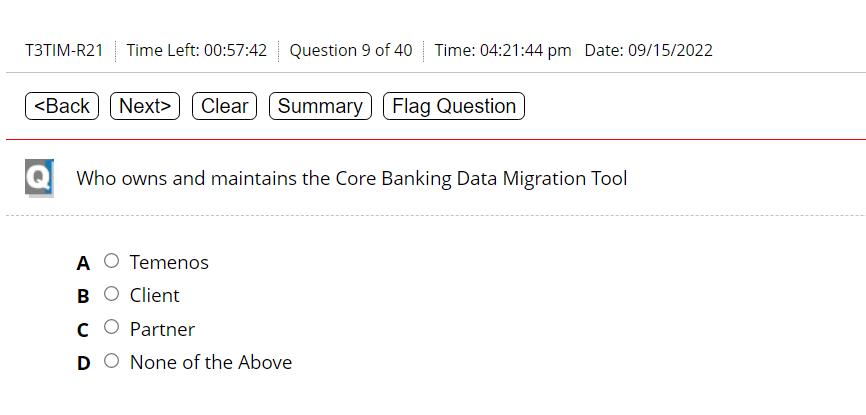 T3TIM-R21 Time Left: 00:57:42 Question 9 of 40 Time: 04:21:44 pm Date: 09/15/2022
<Back Next> Clear Summary Flag Question
Q Who owns and maintains the Core Banking Data Migration Tool
A Temenos
B Client
C Partner
D None of the Above